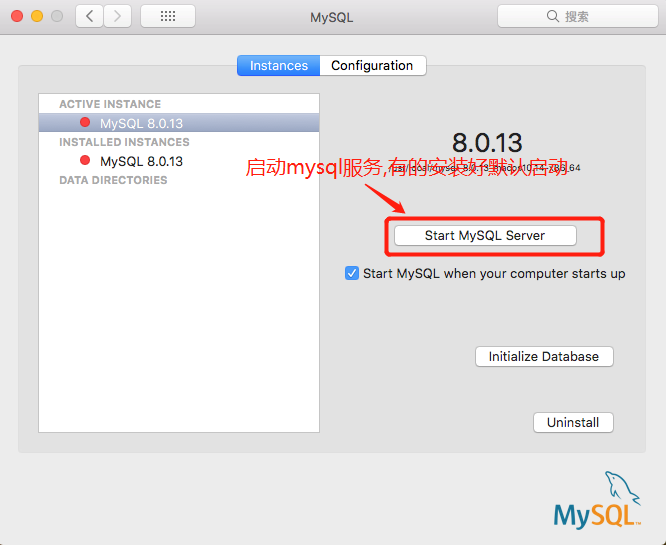 MySQL
搜索
Instances
Configuration
ACTIVE INSTANCE
MySQL 8.0.13
INSTALLED INSTANCES
MySQL 8.0.13
DATA DIRECTORIES
8.0.13
启动mysql服务,有的安装好默认启动
Start MySQL Server
Start MySQL when your computer starts up
Initialize Database
Uninstall
MySQL™